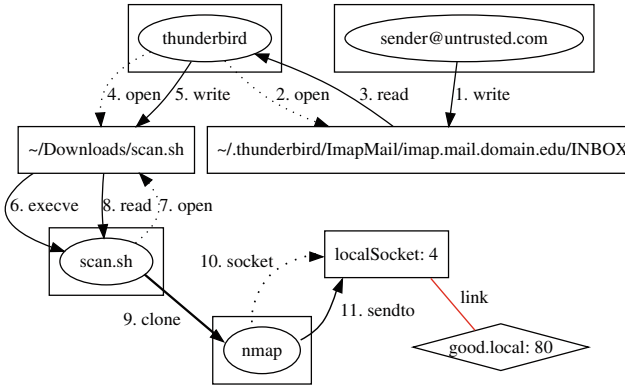 thunderbird
sender@untrusted.com
4. open
5. write
2. open
3. read
1. write
~/Downloads/scan.sh
~/.thunderbird/ImapMail/imap.mail.domain.edu/INBOX
6. execve
8. read
7. open
scan.sh
10. socket
localSocket: 4
9. clone
11. sendto
link
nmap
good.local: 80